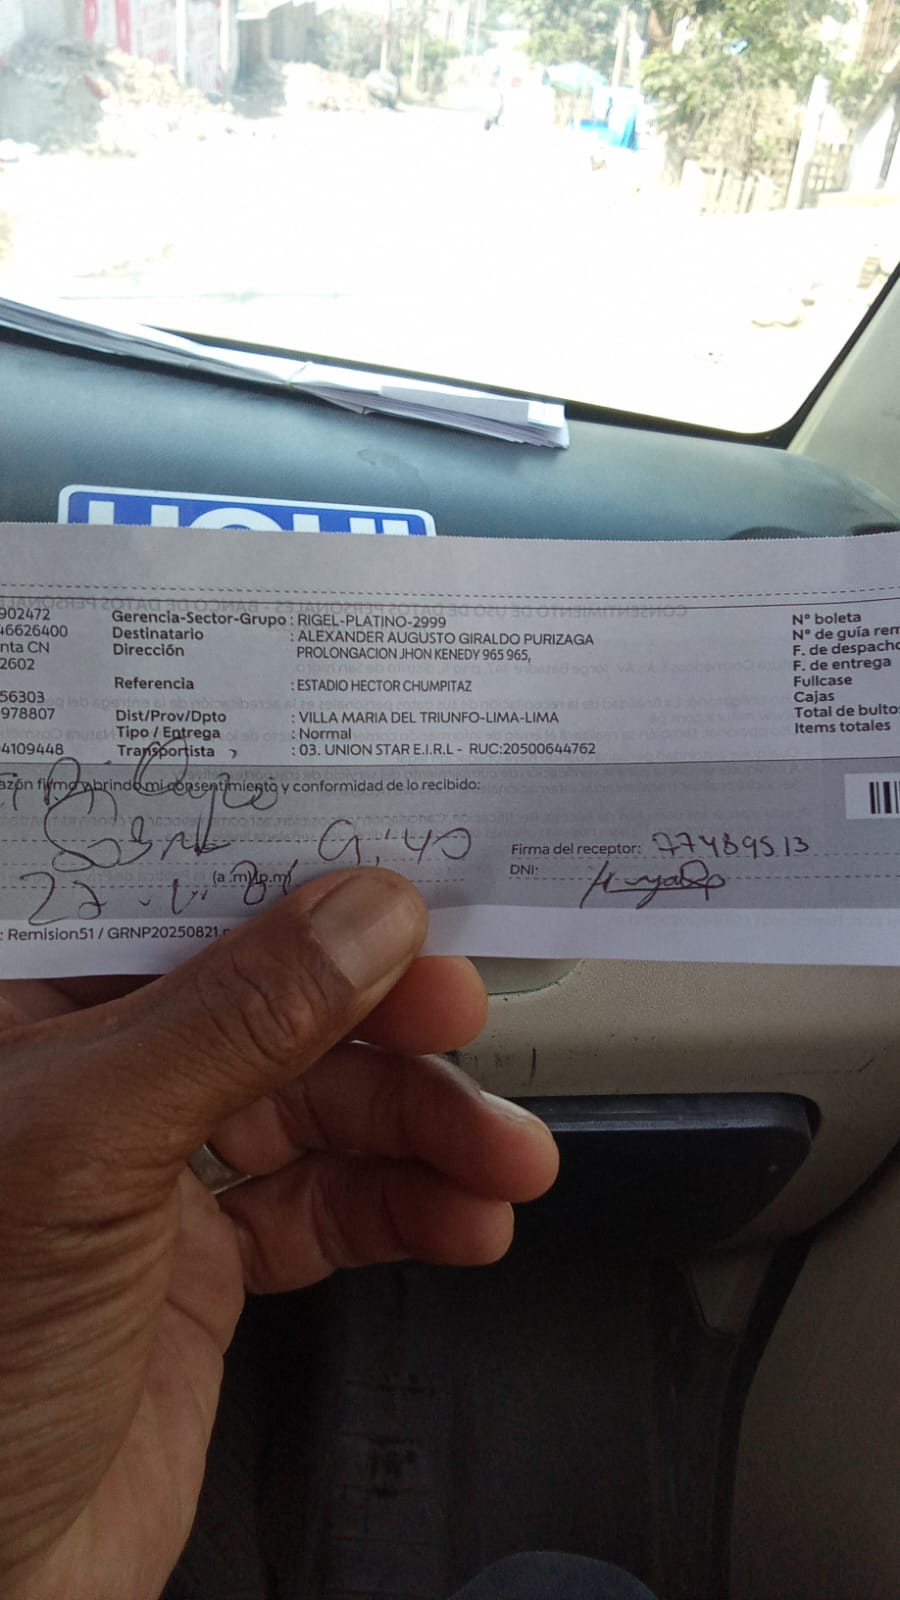 902472
46626400
nta CN
2602
56303
978807
4109448
Gerencia-Sector-Grupo : RIGEL-PLATINO-2999
Destinatario : ALEXANDER AUGUSTO GIRALDO PURIZAGA
Dirección PROLONGACION JHON KENEDY 965 965,
Referencia : ESTADIO HECTOR CHUMPITAZ
Dist/Prov/Dpto : VILLA MARIA DEL TRIUNFO-LIMA-LIMA
Tipo / Entrega : Normal
Transportista : 03. UNION STAR E.I.R.L - RUC:20500644762
N° boleta
N° de guía rem
F. de despacho
F. de entrega
Fullcase
Cajas
Total de bulto
Items totales
azón firmo y brindo mi consentimiento y conformidad de lo recibido:
9:40
(a.m)/(p.m)
Firma del receptor: 77489513
DNI:
: Remision51 / GRNP20250821